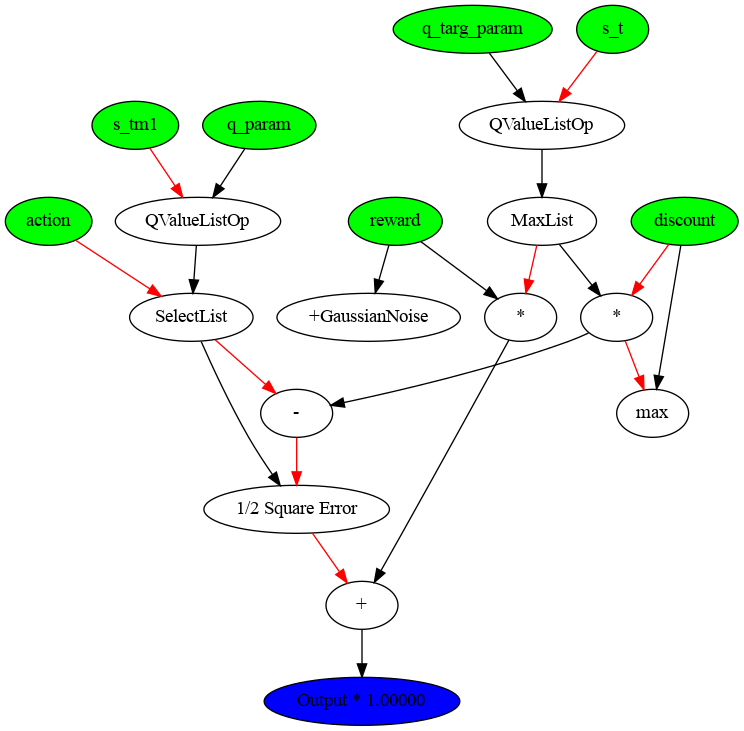 q_targ_param
s_t
s_tm1
q_param
QValueListOp
action
QValueListOp
reward
MaxList
discount
SelectList
+GaussianNoise
*
*
-
max
1/2 Square Error
+
Output * 1.00000